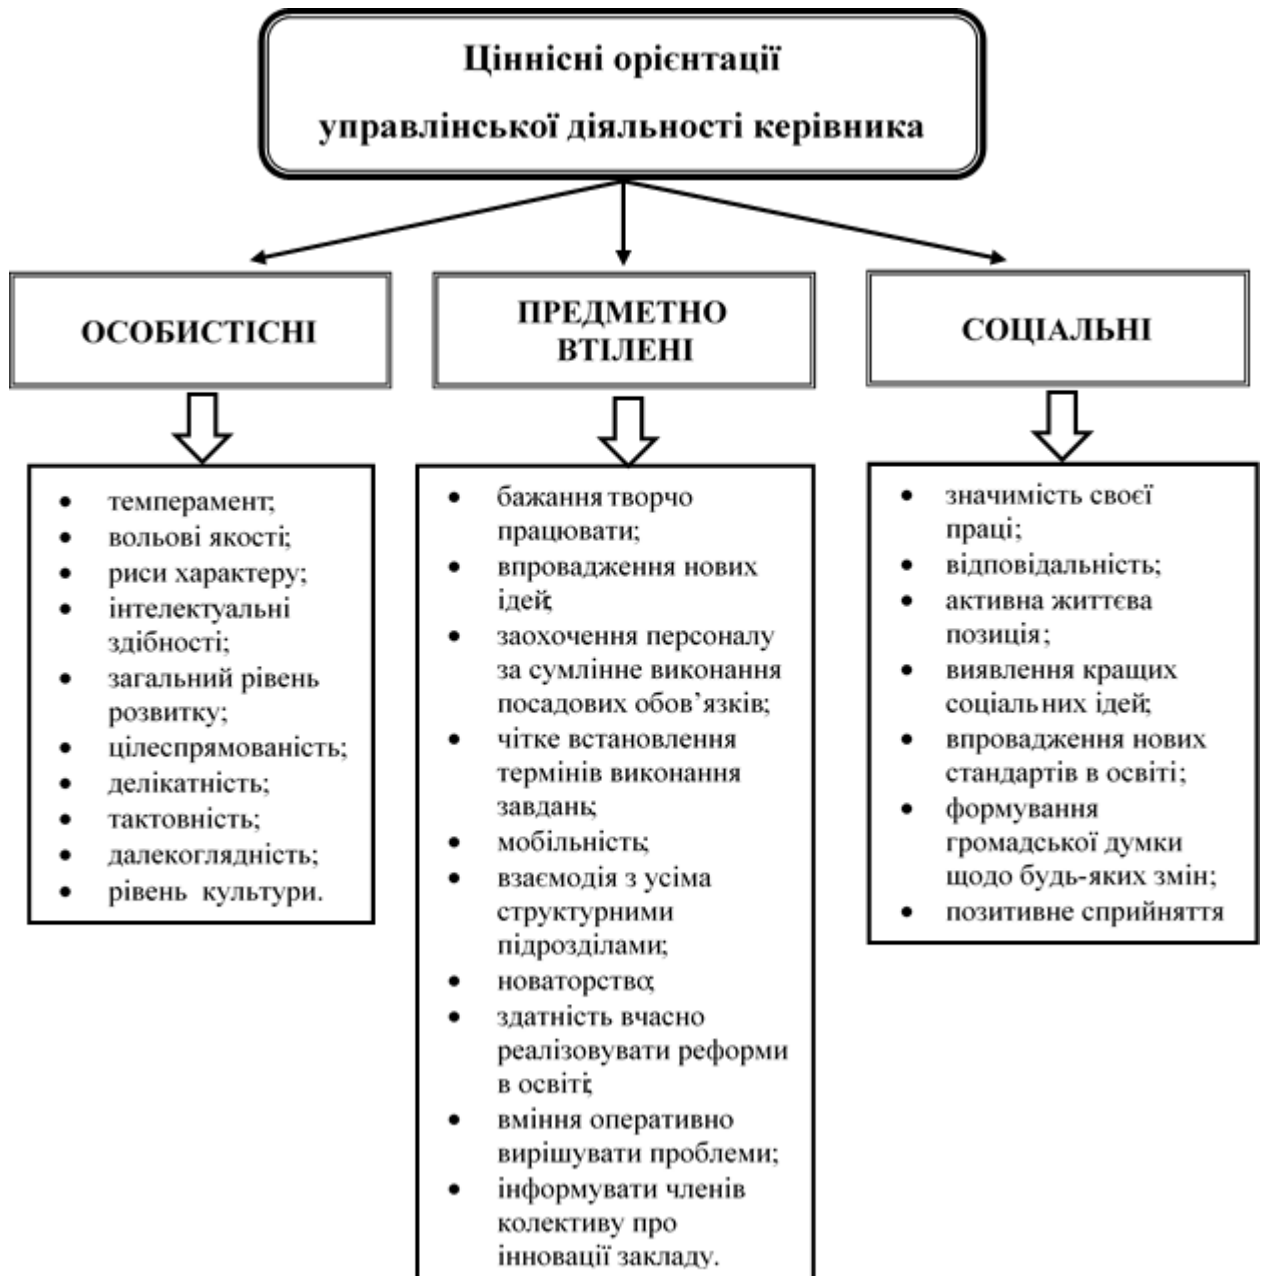 Ціннісні орієнтації
управлінської діяльності керівника
ОСОБИСТІСНІ
ПРЕДМЕТНО
ВТІЛЕНІ
СОЦІАЛЬНІ
• темперамент;
• вольові якості;
• риси характеру;
• інтелектуальні
здібності;
• загальний рівень
розвитку;
• цілеспрямованість;
• делікатність;
• тактовність;
• далекоглядність;
• рівень культури.
• бажання творчо
працювати;
• впровадження нових
ідей;
• заохочення персоналу
за сумлінне виконання
посадових обов’язків;
• чітке встановлення
термінів виконання
завдань;
• мобільність;
• взаємодія з усіма
структурними
підрозділами;
• новаторство;
• здатність вчасно
реалізовувати реформи
в освіті;
• вміння оперативно
вирішувати проблеми;
• інформувати членів
колективу про
інновації закладу.
• значимість своєї
праці;
• відповідальність;
• активна життєва
позиція;
• виявлення кращих
соціальних ідей;
• впровадження нових
стандартів в освіті;
• формування
громадської думки
щодо будь-яких змін;
• позитивне сприйняття